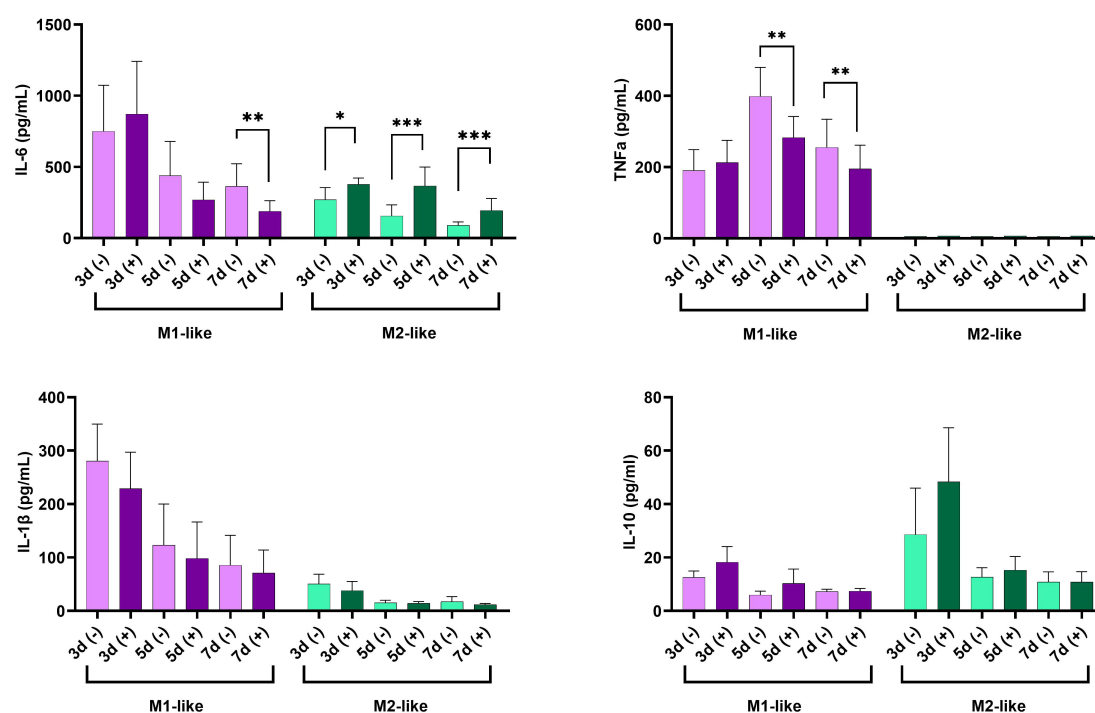 IL-6 (pg/mL)
1500
1000
500
0
** * *** ***
3d (-) 3d (+) 5d (-) 5d (+) 7d (-) 7d (+) 3d (-) 3d (+) 5d (-) 5d (+) 7d (-) 7d (+)
M1-like M2-like
TNFa (pg/mL)
600
400
200
0
** **
3d (-) 3d (+) 5d (-) 5d (+) 7d (-) 7d (+) 3d (-) 3d (+) 5d (-) 5d (+) 7d (-) 7d (+)
M1-like M2-like
IL-1β (pg/mL)
400
300
200
100
0
3d (-) 3d (+) 5d (-) 5d (+) 7d (-) 7d (+) 3d (-) 3d (+) 5d (-) 5d (+) 7d (-) 7d (+)
M1-like M2-like
IL-10 (pg/ml)
80
60
40
20
0
3d (-) 3d (+) 5d (-) 5d (+) 7d (-) 7d (+) 3d (-) 3d (+) 5d (-) 5d (+) 7d (-) 7d (+)
M1-like M2-like